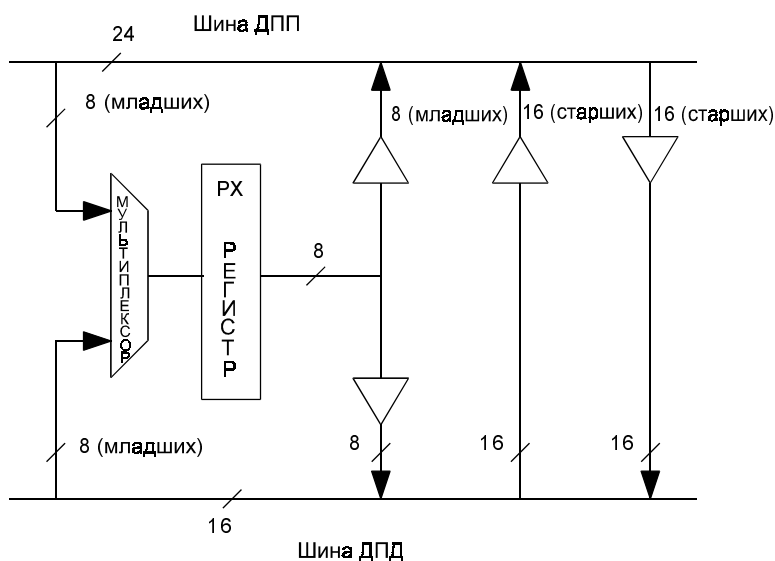 Шина ДПП
24
8 (младших)
8 (младших)
16 (старших)
16 (старших)
МУЛЬТИПЛЕКСОР
РХ
РЕГИСТР
8
8 (младших)
8
16
16
16
Шина ДПД